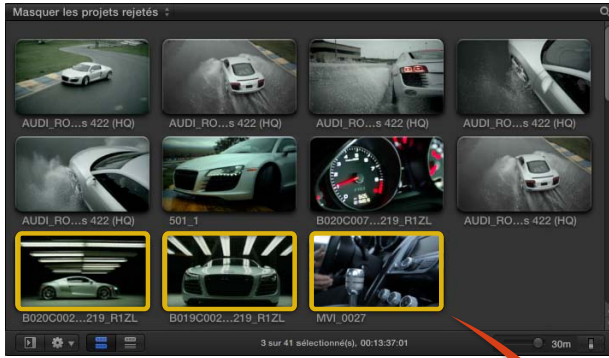 Masquer les projets rejetés
AUDI_RO...s 422 (HQ) AUDI_RO...s 422 (HQ) AUDI_RO...s 422 (HQ) AUDI_RO...s 422 (HQ)
AUDI_RO...s 422 (HQ) 501_1 B020C007...219_R1ZL AUDI_RO...s 422 (HQ)
B020C002...219_R1ZL B019C002...219_R1ZL MVI_0027
3 sur 41 sélectionné(s), 00:13:37:01 30m